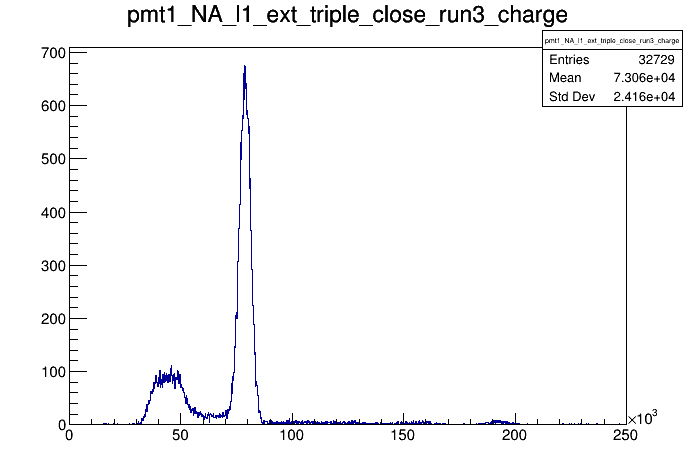 pmt1_NA_l1_ext_triple_close_run3_charge
pmt1_NA_l1_ext_triple_close_run3_charge
Entries 32729
Mean 7.306e+04
Std Dev 2.416e+04
700
600
500
400
300
200
100
0
0 50 100 150 200 250
×10³